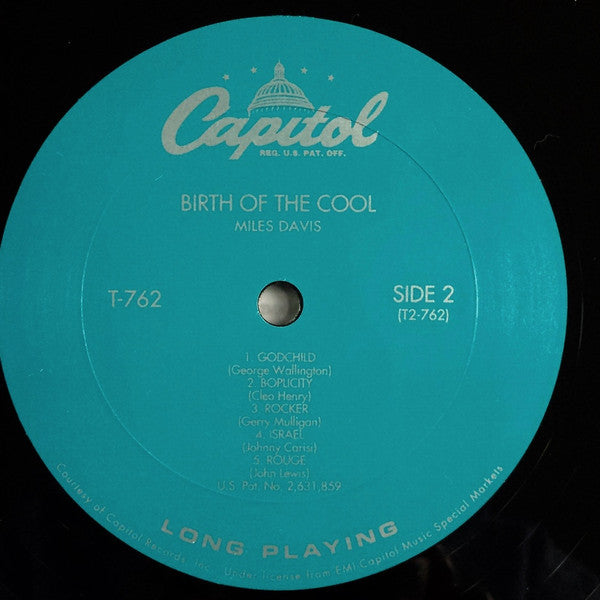 Capitol
REG. U.S. PAT. OFF.
BIRTH OF THE COOL
MILES DAVIS
T-762
SIDE 2
(T2-762)
1. GODCHILD
(George Wallington)
2. BOPLICITY
(Cleo Henry)
3. ROCKER
(Gerry Mulligan)
4. ISRAEL
(Johnny Carisi)
5. ROUGE
(John Lewis)
U.S. Pat. No. 2,631,859
LONG PLAYING
Courtesy of Capitol Records, Inc. Under license from EMI-Capitol Music Special Markets